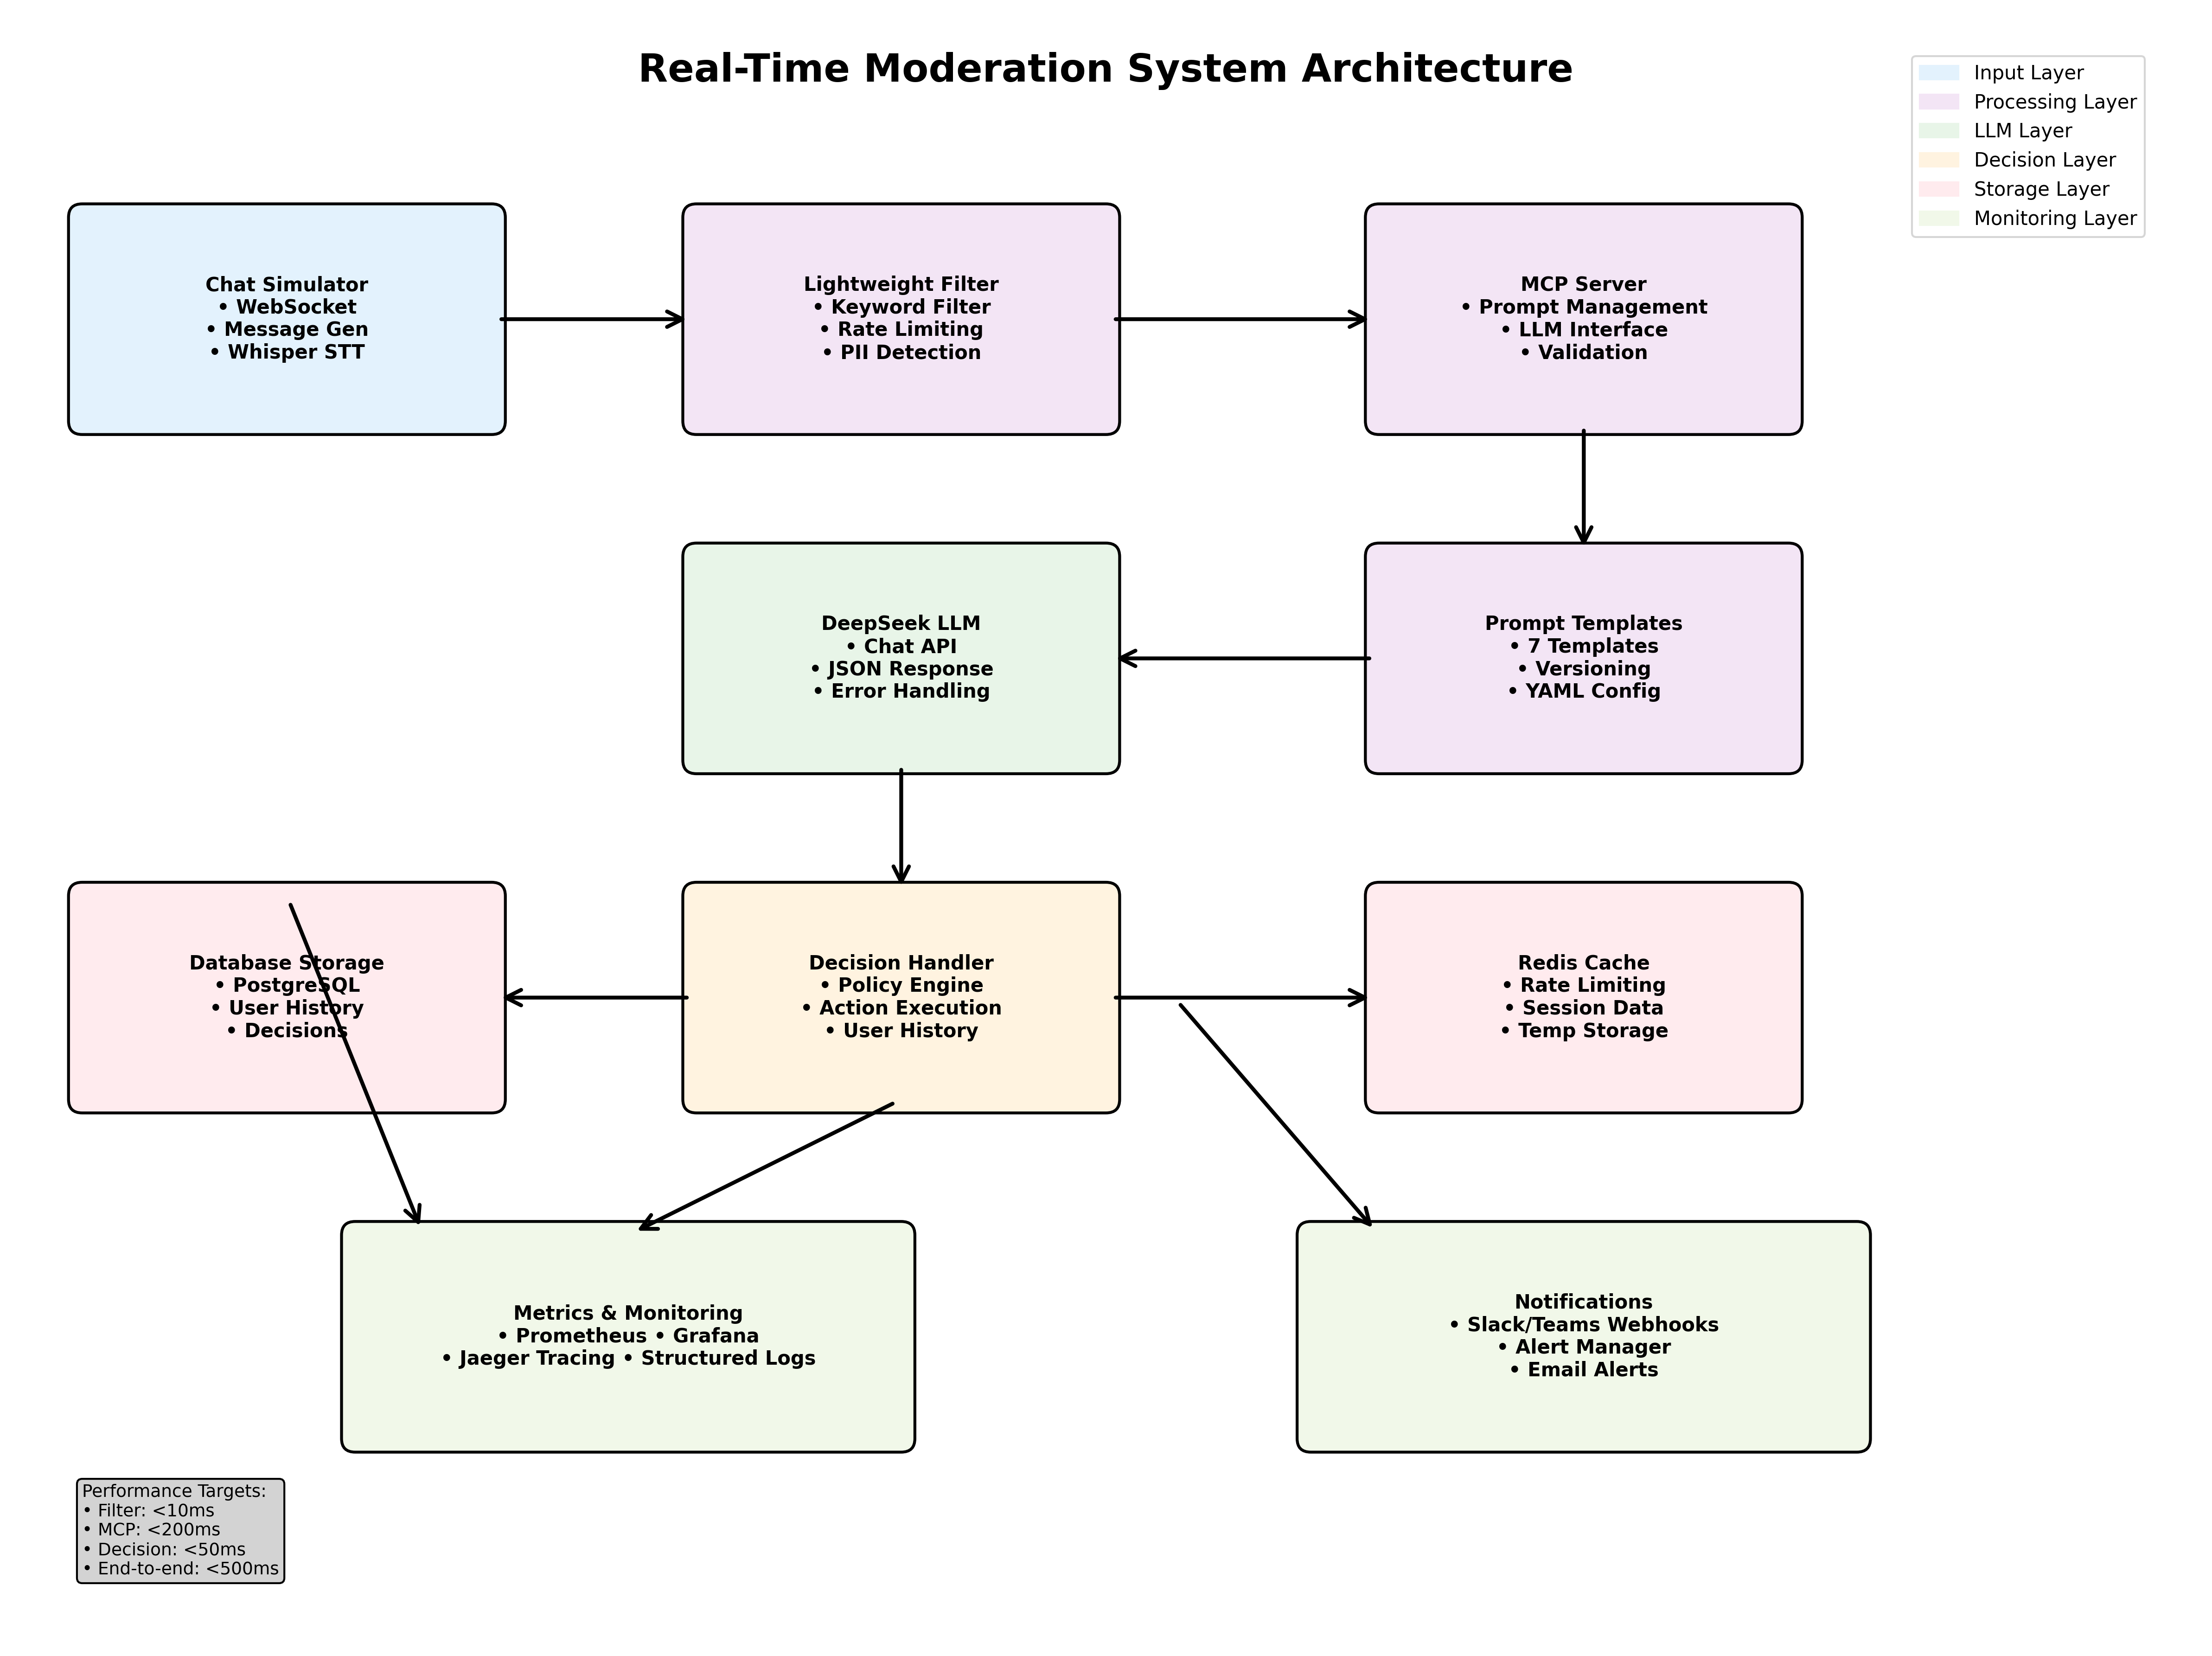 Real-Time Moderation System Architecture
Input Layer
Processing Layer
LLM Layer
Decision Layer
Storage Layer
Monitoring Layer
Chat Simulator
• WebSocket
• Message Gen
• Whisper STT
Lightweight Filter
• Keyword Filter
• Rate Limiting
• PII Detection
MCP Server
• Prompt Management
• LLM Interface
• Validation
DeepSeek LLM
• Chat API
• JSON Response
• Error Handling
Prompt Templates
• 7 Templates
• Versioning
• YAML Config
Database Storage
• PostgreSQL
• User History
• Decisions
Decision Handler
• Policy Engine
• Action Execution
• User History
Redis Cache
• Rate Limiting
• Session Data
• Temp Storage
Metrics & Monitoring
• Prometheus • Grafana
• Jaeger Tracing • Structured Logs
Notifications
• Slack/Teams Webhooks
• Alert Manager
• Email Alerts
Performance Targets:
• Filter: <10ms
• MCP: <200ms
• Decision: <50ms
• End-to-end: <500ms